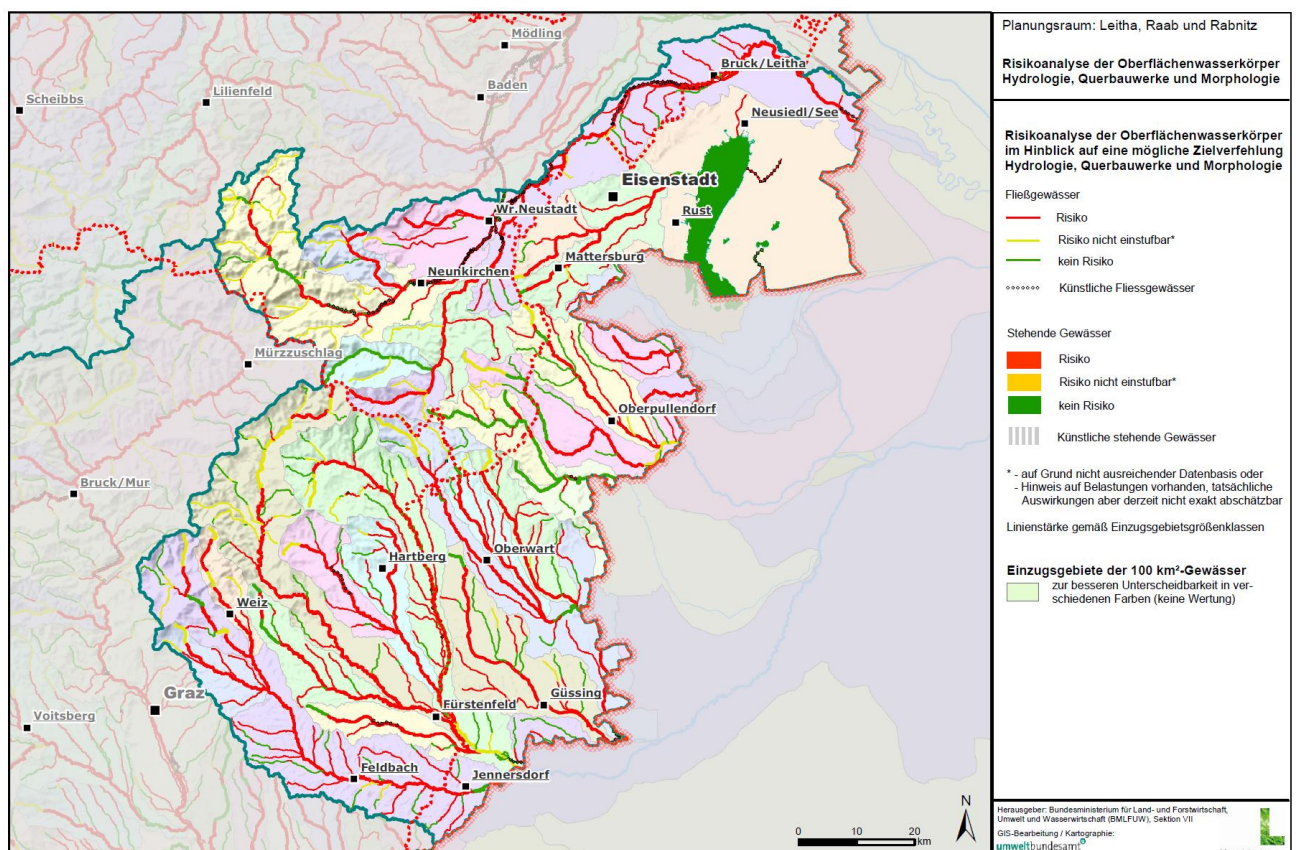 Planungsraum: Leitha, Raab und Rabnitz
Risikoanalyse der Oberflächenwasserkörper
Hydrologie, Querbauwerke und Morphologie
Risikoanalyse der Oberflächenwasserkörper
im Hinblick auf eine mögliche Zielverfehlung
Hydrologie, Querbauwerke und Morphologie
Fließgewässer
Risiko
Risiko nicht einstufbar*
kein Risiko
Künstliche Fliessgewässer
Stehende Gewässer
Risiko
Risiko nicht einstufbar*
kein Risiko
Künstliche stehende Gewässer
* - auf Grund nicht ausreichender Datenbasis oder
- Hinweis auf Belastungen vorhanden, tatsächliche
Auswirkungen aber derzeit nicht exakt abschätzbar
Linienstärke gemäß Einzugsgebietsgrößenklassen
Einzugsgebiete der 100 km²-Gewässer
zur besseren Unterscheidbarkeit in ver-
schiedenen Farben (keine Wertung)
Herausgeber: Bundesministerium für Land- und Forstwirtschaft,
Umwelt und Wasserwirtschaft (BMLFUW), Sektion VII
GIS-Bearbeitung / Kartographie:
umweltbundesamt
Mödling
Bruck/Leitha
Baden
Lilienfeld
Scheibbs
Neusiedl/See
Eisenstadt
Rust
Wr.Neustadt
Mattersburg
Neunkirchen
Mürzzuschlag
Oberpullendorf
Bruck/Mur
Oberwart
Hartberg
Weiz
Graz
Güssing
Fürstenfeld
Voitsberg
Feldbach
Jennersdorf
N
0 10 20
km